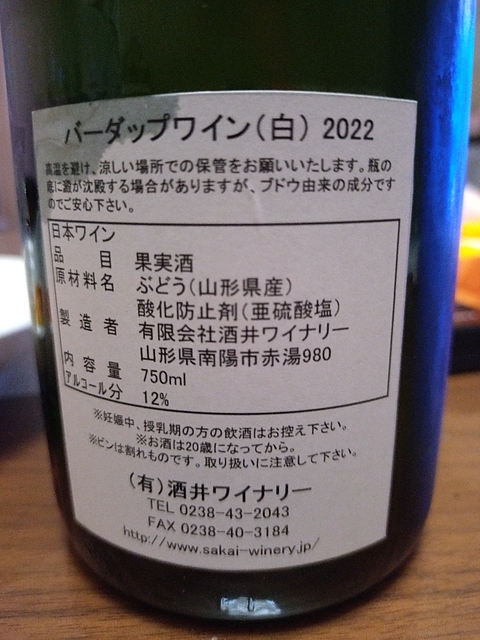 バーダップワイン(白) 2022
高温を避け、涼しい場所での保管をお願いいたします。瓶の
底に澱が沈殿する場合がありますが、ブドウ由来の成分です
のでご安心下さい。
日本ワイン
品目 果実酒
原材料名 ぶどう(山形県産)
酸化防止剤(亜硫酸塩)
製造者 有限会社酒井ワイナリー
山形県南陽市赤湯980
内容量 750ml
アルコール分 12%
※妊娠中、授乳期の方の飲酒はお控え下さい。
※お酒は20歳になってから。
※ビンは割れものです。取り扱いに注意して下さい。
(有)酒井ワイナリー
TEL 0238-43-2043
FAX 0238-40-3184
http://www.sakai-winery.jp/